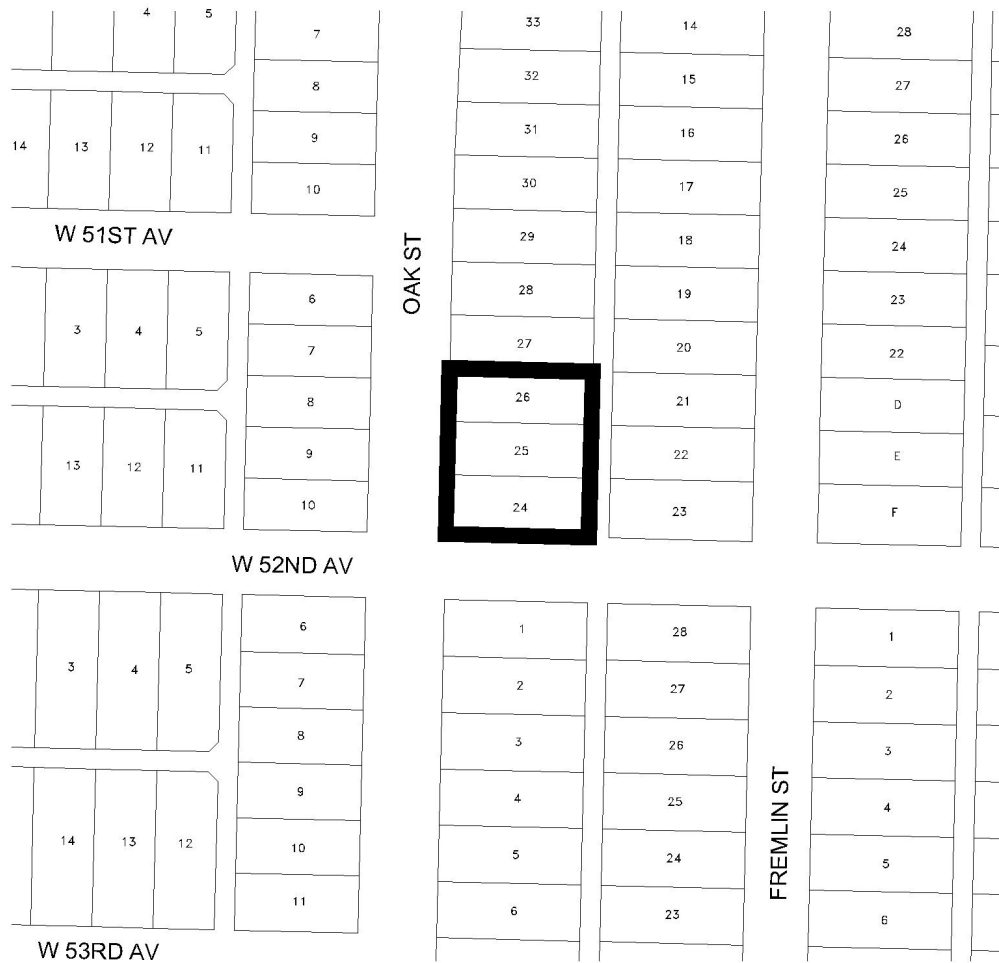 4 5 7 33 14 28
8 32 15 27
14 13 12 11 9 31 16 26
10 30 17 25
W 51ST AV
OAK ST
29 18 24
6 28 19 23
3 4 5 7 27 20 22
8 26 21 D
13 12 11 9 25 22 E
10 24 23 F
W 52ND AV
6 1 28 1
3 4 5 7 2 27 2
8 3 26 3
FREMLIN ST
9 4 25 4
14 13 12 10 5 24 5
11 6 23 6
W 53RD AV